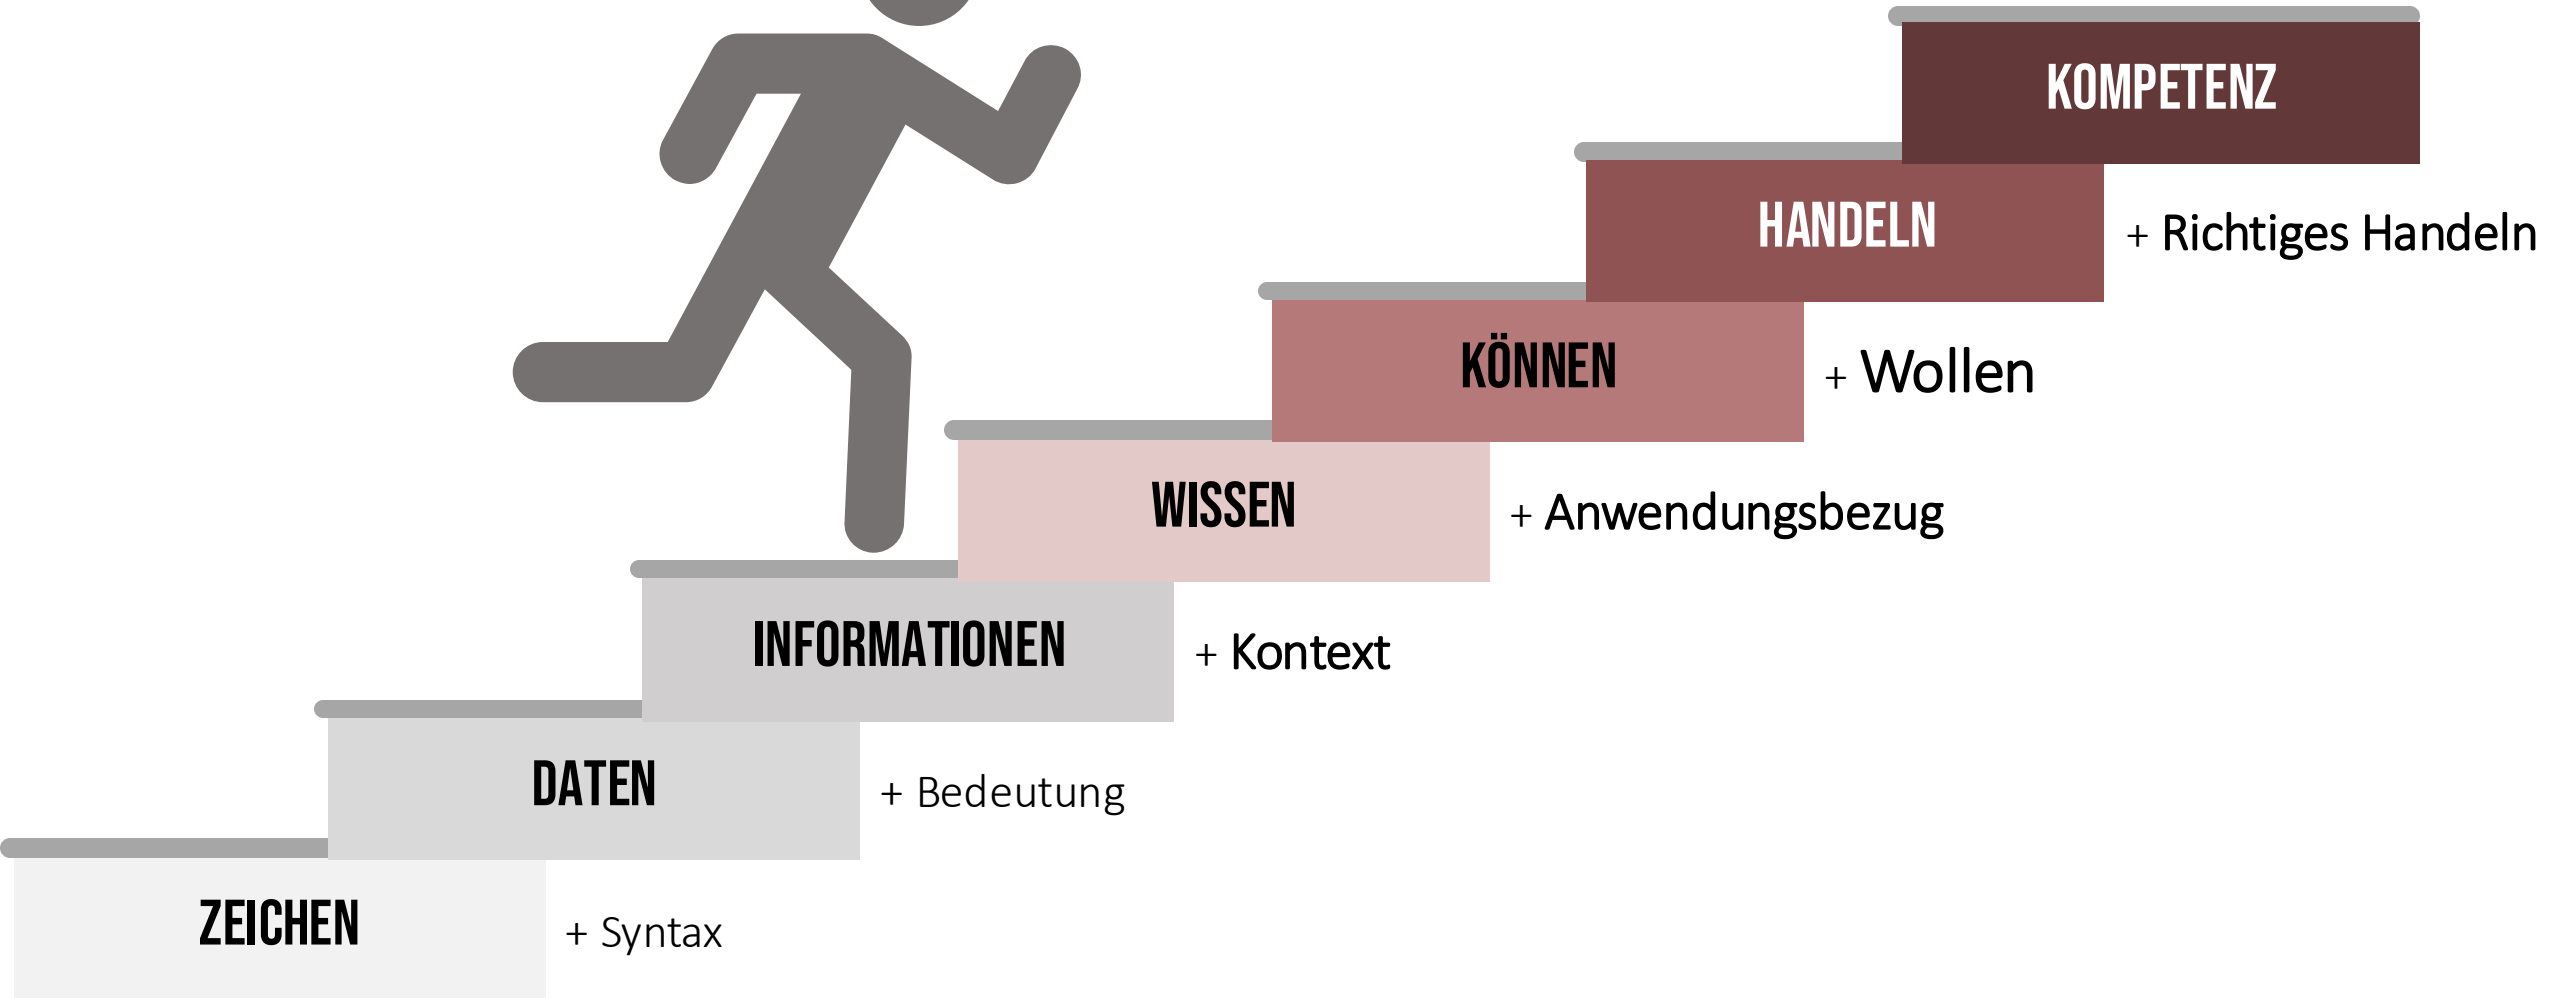 KOMPETENZ
HANDELN
+ Richtiges Handeln
KÖNNEN
+ Wollen
WISSEN
+ Anwendungsbezug
INFORMATIONEN
+ Kontext
DATEN
+ Bedeutung
ZEICHEN
+ Syntax